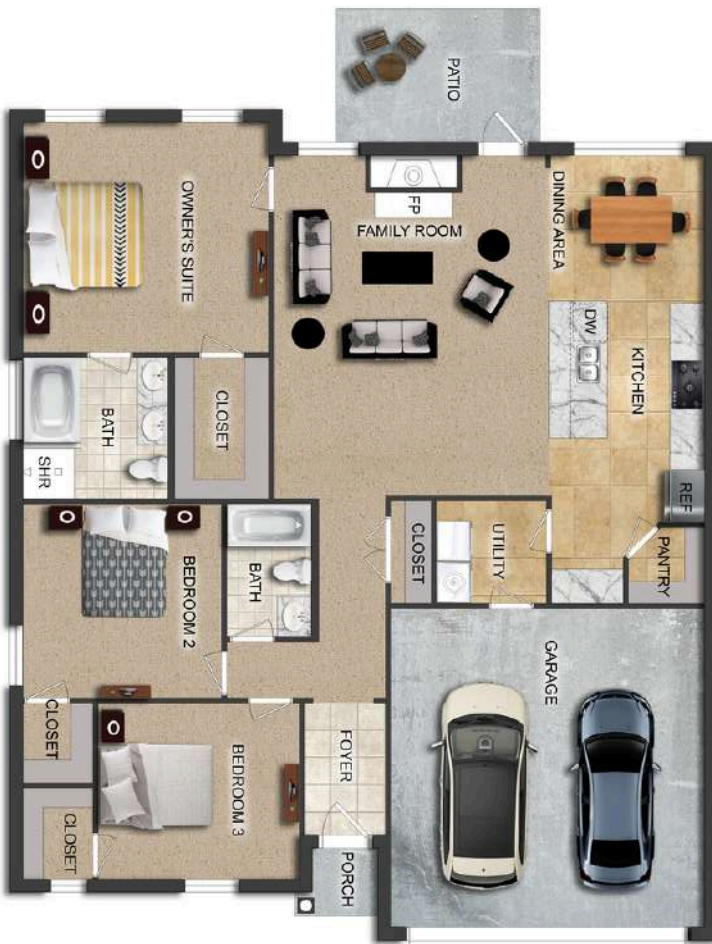 PATIO
OWNER'S SUITE
FP
FAMILY ROOM
DINING AREA
DW
KITCHEN
BATH
CLOSET
SHR
REF
CLOSET
UTILITY
PANTRY
BEDROOM 2
BATH
GARAGE
CLOSET
FOYER
BEDROOM 3
CLOSET
PORCH